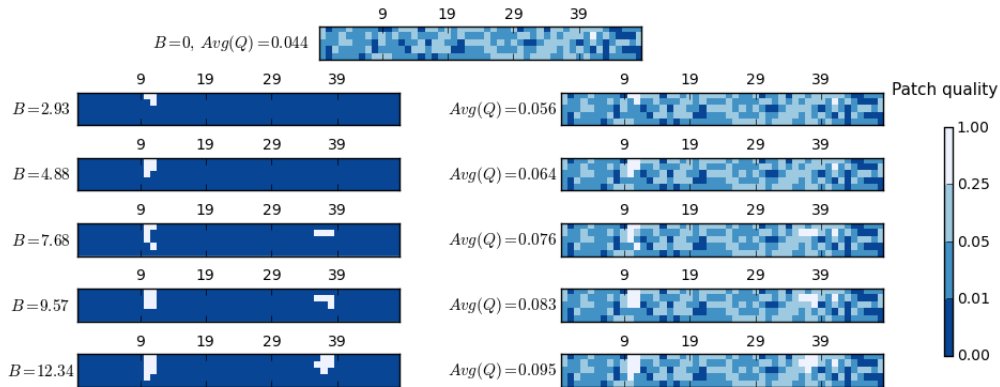 9 19 29 39
B=0, Avg(Q)=0.044
9 19 29 39
B=2.93
9 19 29 39
Avg(Q)=0.056
9 19 29 39
B=4.88
9 19 29 39
Avg(Q)=0.064
9 19 29 39
B=7.68
9 19 29 39
Avg(Q)=0.076
9 19 29 39
B=9.57
9 19 29 39
Avg(Q)=0.083
9 19 29 39
B=12.34
9 19 29 39
Avg(Q)=0.095
Patch quality
1.00
0.25
0.05
0.01
0.00